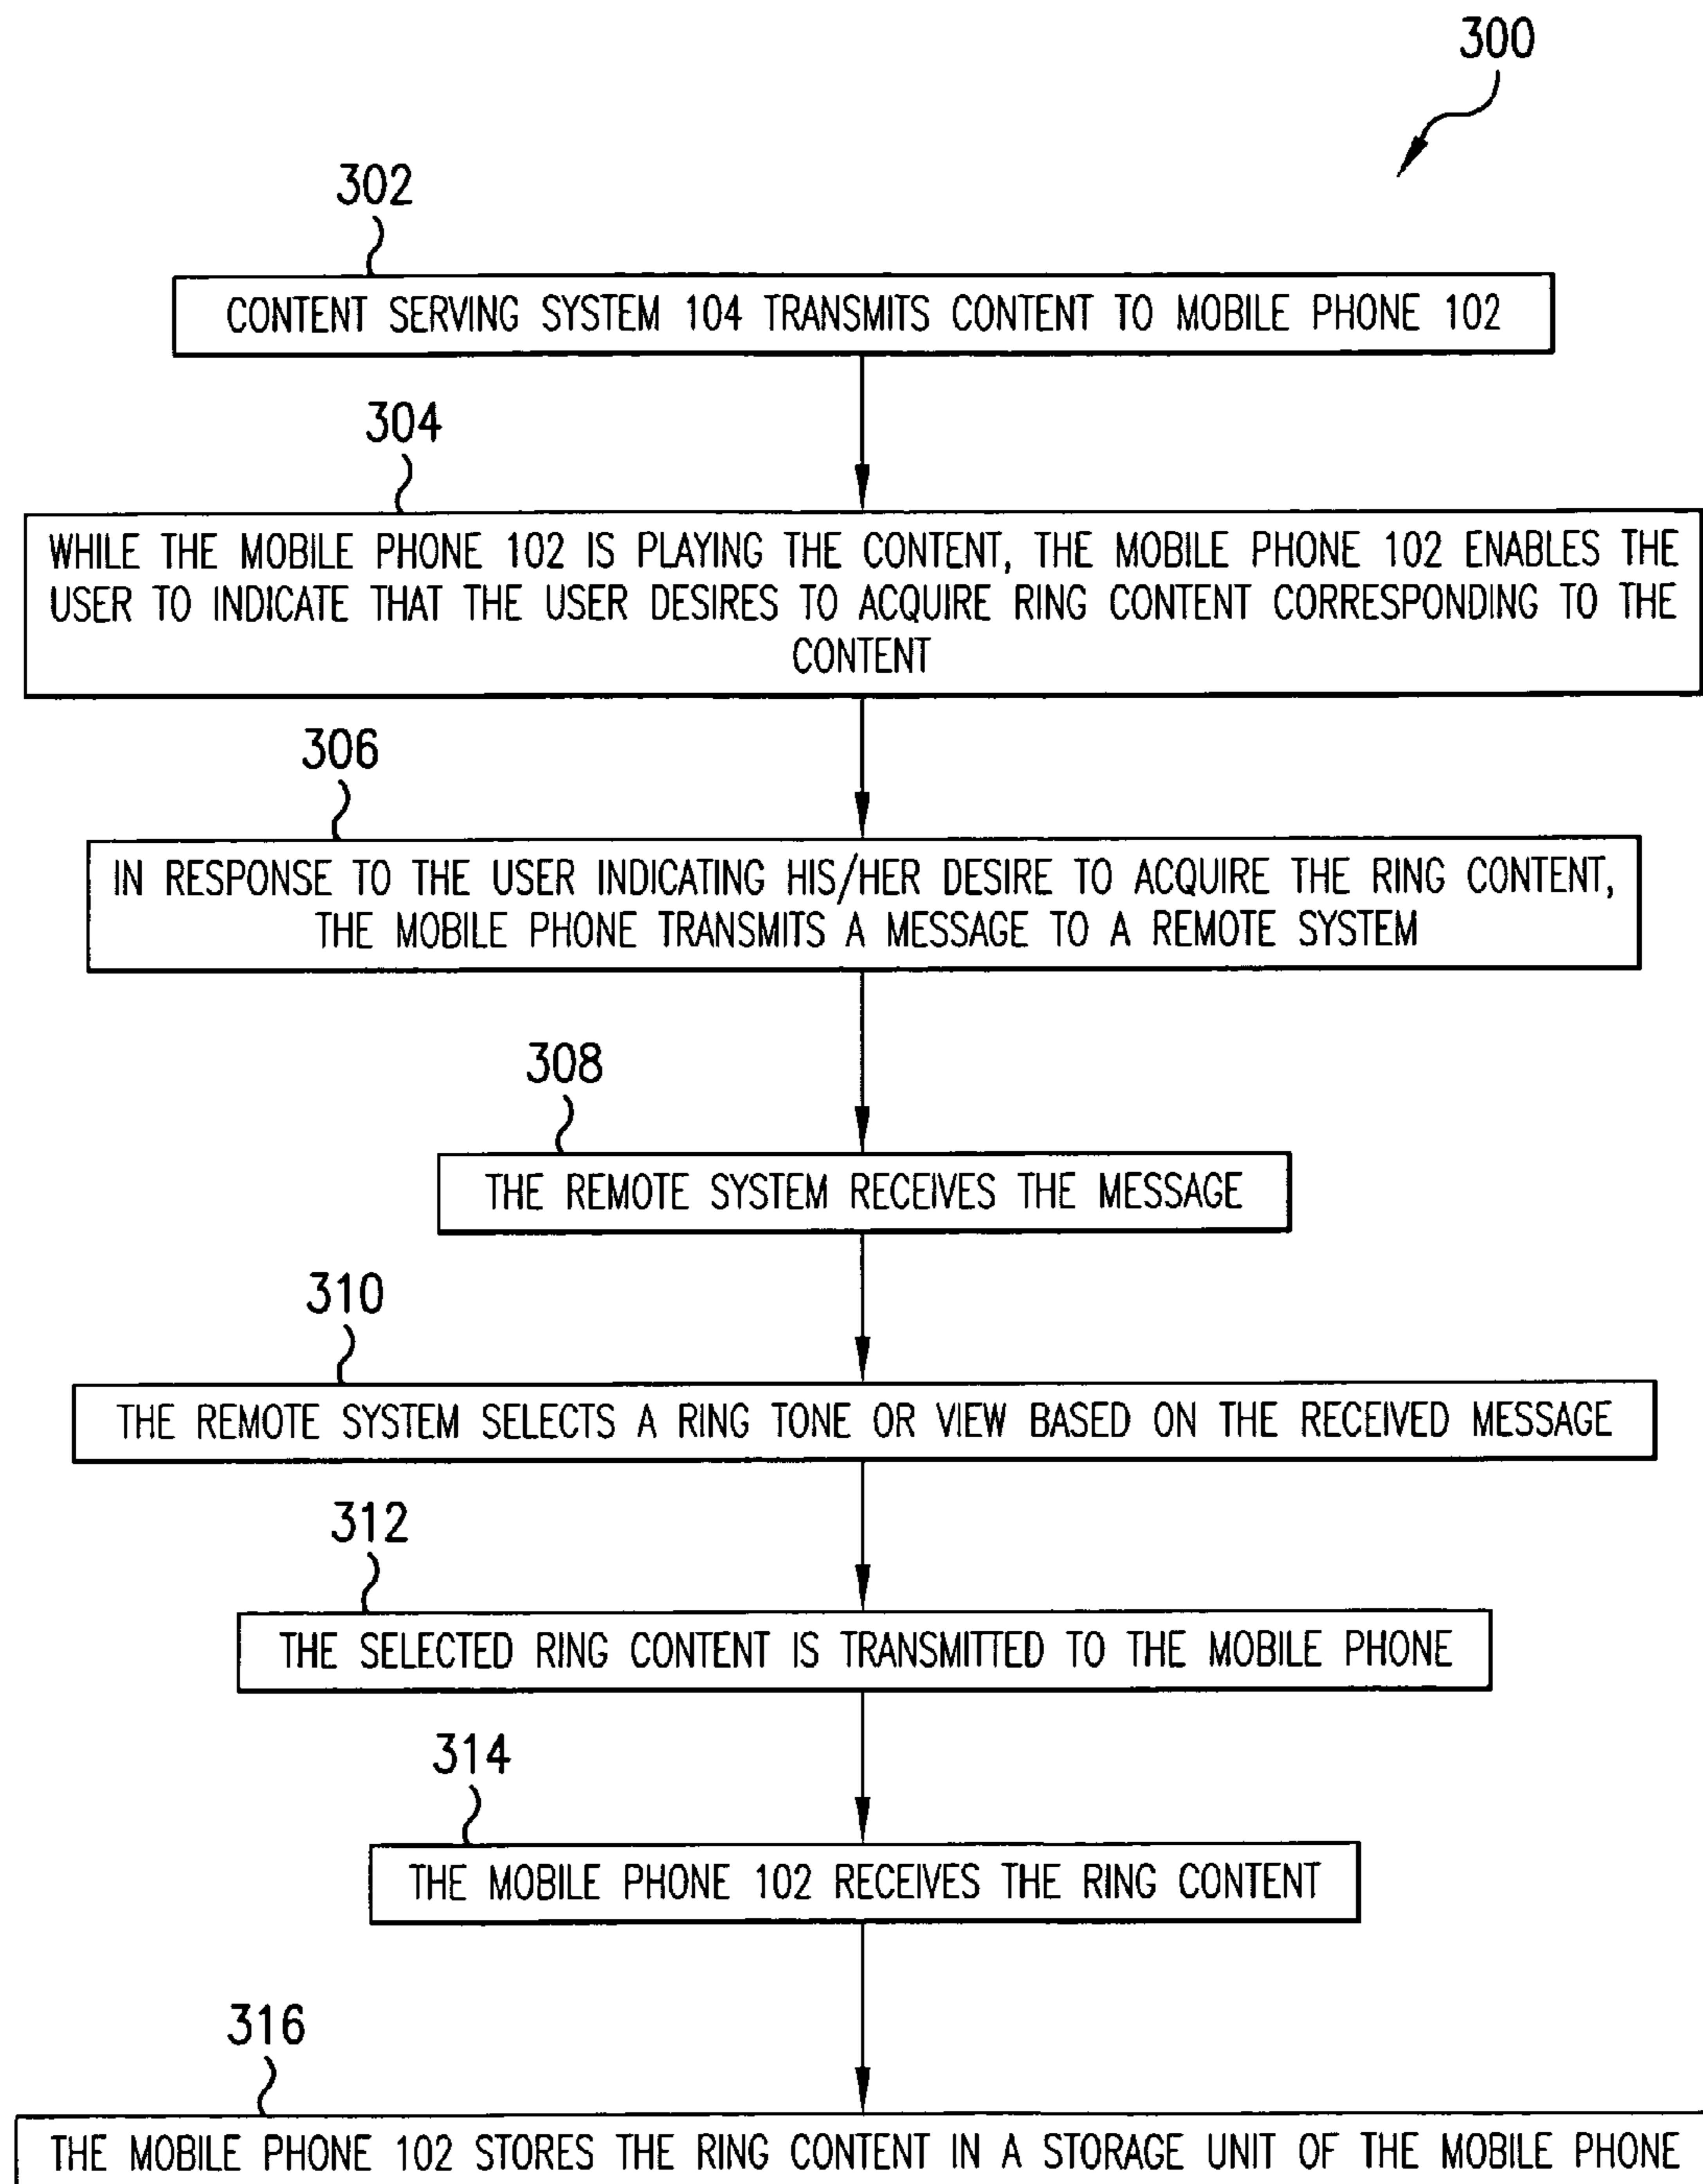 300
302
CONTENT SERVING SYSTEM 104 TRANSMITS CONTENT TO MOBILE PHONE 102
304
WHILE THE MOBILE PHONE 102 IS PLAYING THE CONTENT, THE MOBILE PHONE 102 ENABLES THE
USER TO INDICATE THAT THE USER DESIRES TO ACQUIRE RING CONTENT CORRESPONDING TO THE
CONTENT
306
IN RESPONSE TO THE USER INDICATING HIS/HER DESIRE TO ACQUIRE THE RING CONTENT,
THE MOBILE PHONE TRANSMITS A MESSAGE TO A REMOTE SYSTEM
308
THE REMOTE SYSTEM RECEIVES THE MESSAGE
310
THE REMOTE SYSTEM SELECTS A RING TONE OR VIEW BASED ON THE RECEIVED MESSAGE
312
THE SELECTED RING CONTENT IS TRANSMITTED TO THE MOBILE PHONE
314
THE MOBILE PHONE 102 RECEIVES THE RING CONTENT
316
THE MOBILE PHONE 102 STORES THE RING CONTENT IN A STORAGE UNIT OF THE MOBILE PHONE